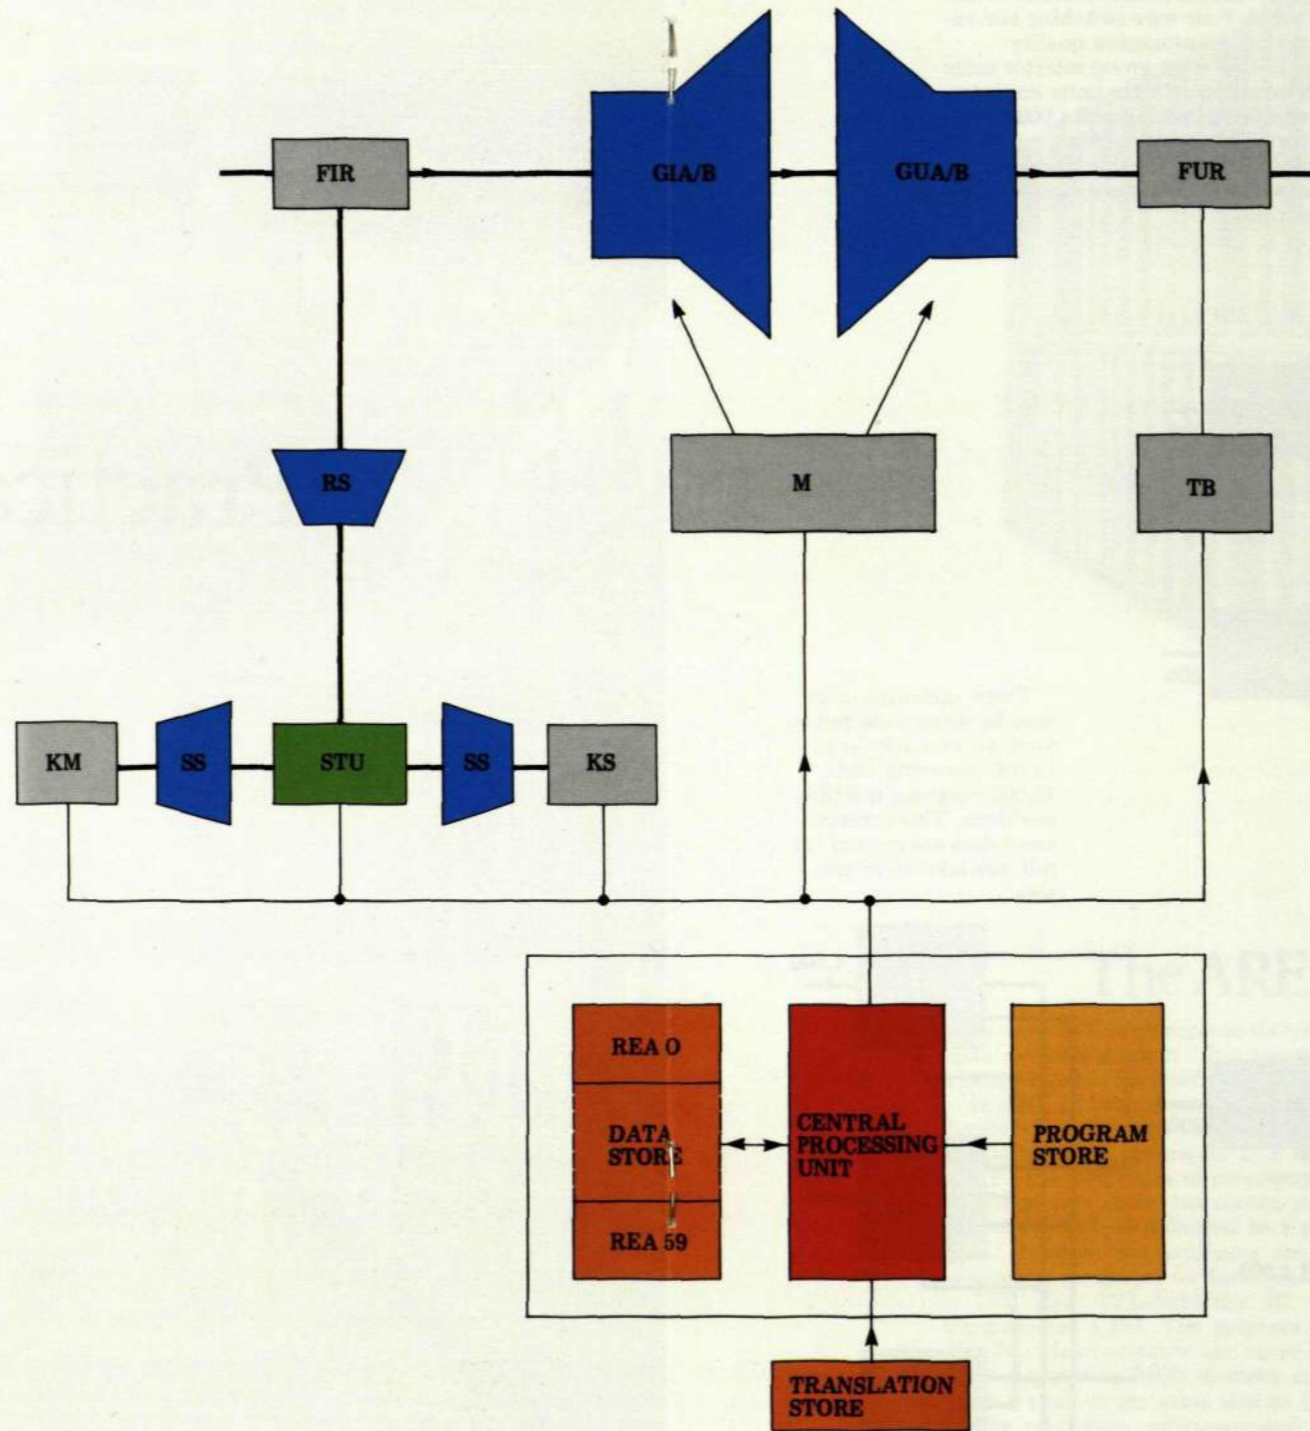 FIR
GIA/B
GUA/B
FUR
RS
M
TB
KM
SS
STU
SS
KS
REA O
DATA
STORE
REA 59
CENTRAL
PROCESSING
UNIT
PROGRAM
STORE
TRANSLATION
STORE